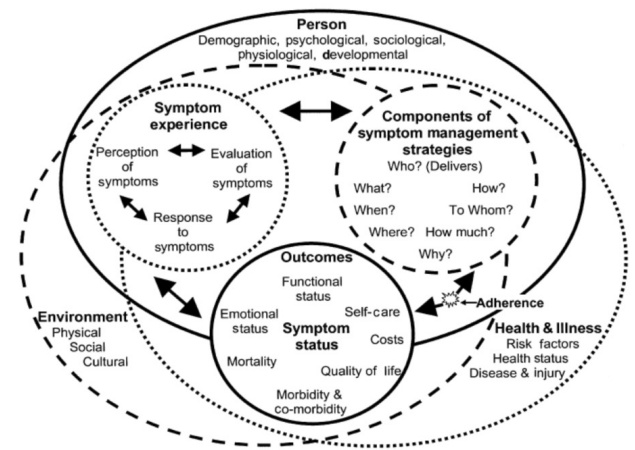 Person
Demographic, psychological, sociological,
physiological, developmental
Symptom
experience
Perception
of
symptoms
Evaluation
of
symptoms
Response
to
symptoms
Components of
symptom management
strategies
Who? (Delivers)
What?
How?
When?
To Whom?
Where?
How much?
Why?
Outcomes
Functional
status
Emotional
status
Self-care
Symptom
status
Costs
Mortality
Quality of life
Morbidity &
co-morbidity
Adherence
Environment
Physical
Social
Cultural
Health & Illness
Risk factors
Health status
Disease & injury